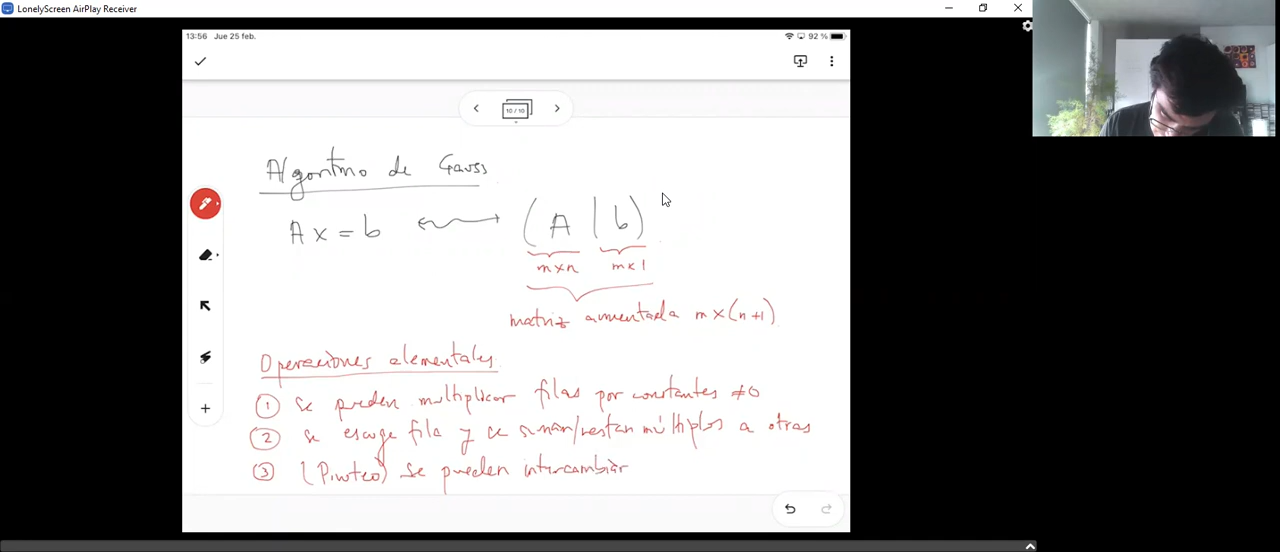 LonelyScreen AirPlay Receiver
13:56 Jue 25 feb.
92 %
10 / 10
Algoritmo de Gauss
Ax = b ⟷ ( A | b )
m×n m×1
matriz aumentada m×(n+1)
Operaciones elementales
① se pueden multiplicar filas por constantes ≠0
② se escoge fila y se suman/restan múltiplos a otras
③ (Pivoteo) se pueden intercambiar